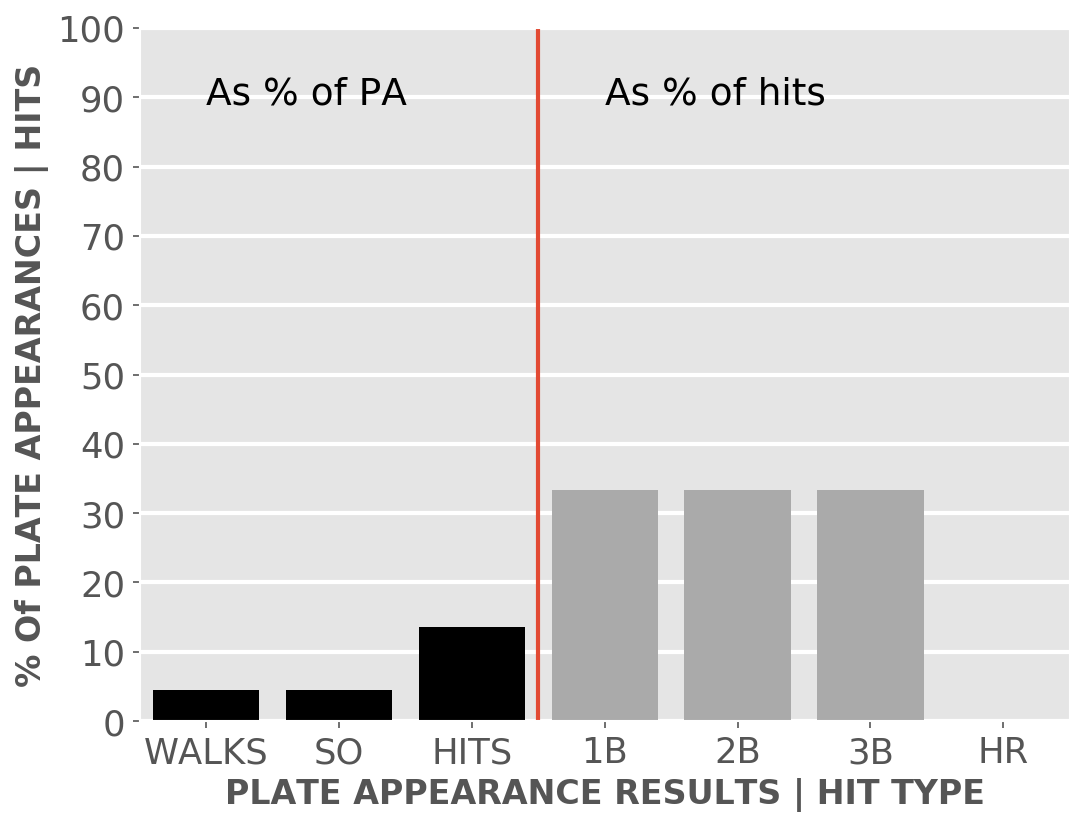 As % of PA
As % of hits
% Of PLATE APPEARANCES | HITS
100
90
80
70
60
50
40
30
20
10
0
WALKS SO HITS 1B 2B 3B HR
PLATE APPEARANCE RESULTS | HIT TYPE